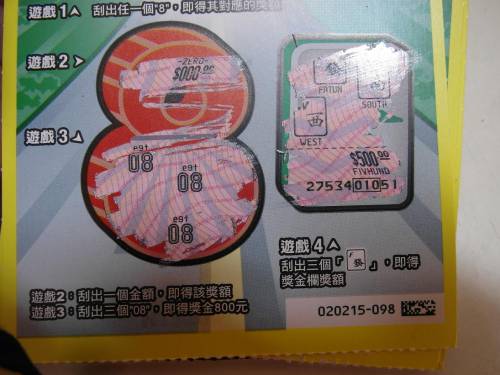 遊戲1 刮出任一個"8",即得其對應的獎額
遊戲2
-ZERO-
$000.00
遊戲3
egt
08
egt
08
egt
08
發
FATUN
西
SOUTH
西
WEST
$500.00
FIVHUND
2753401051
遊戲4
刮出三個「發」,即得
獎金欄獎額
遊戲2:刮出一個金額,即得該獎額
遊戲3:刮出三個"08",即得獎金800元
020215-098